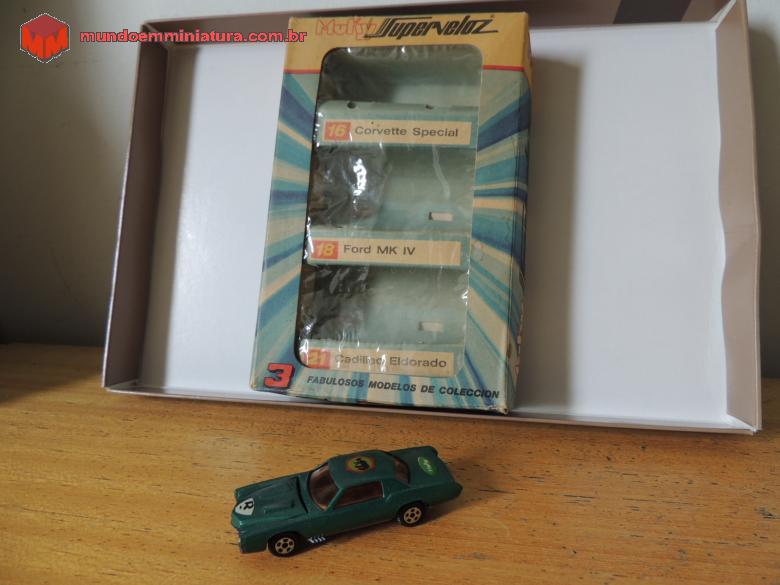 mundoemminiatura.com.br
Muky Superveloz
16 Corvette Special
18 Ford MK IV
21 Cadillac Eldorado
3 FABULOSOS MODELOS DE COLECCION
R